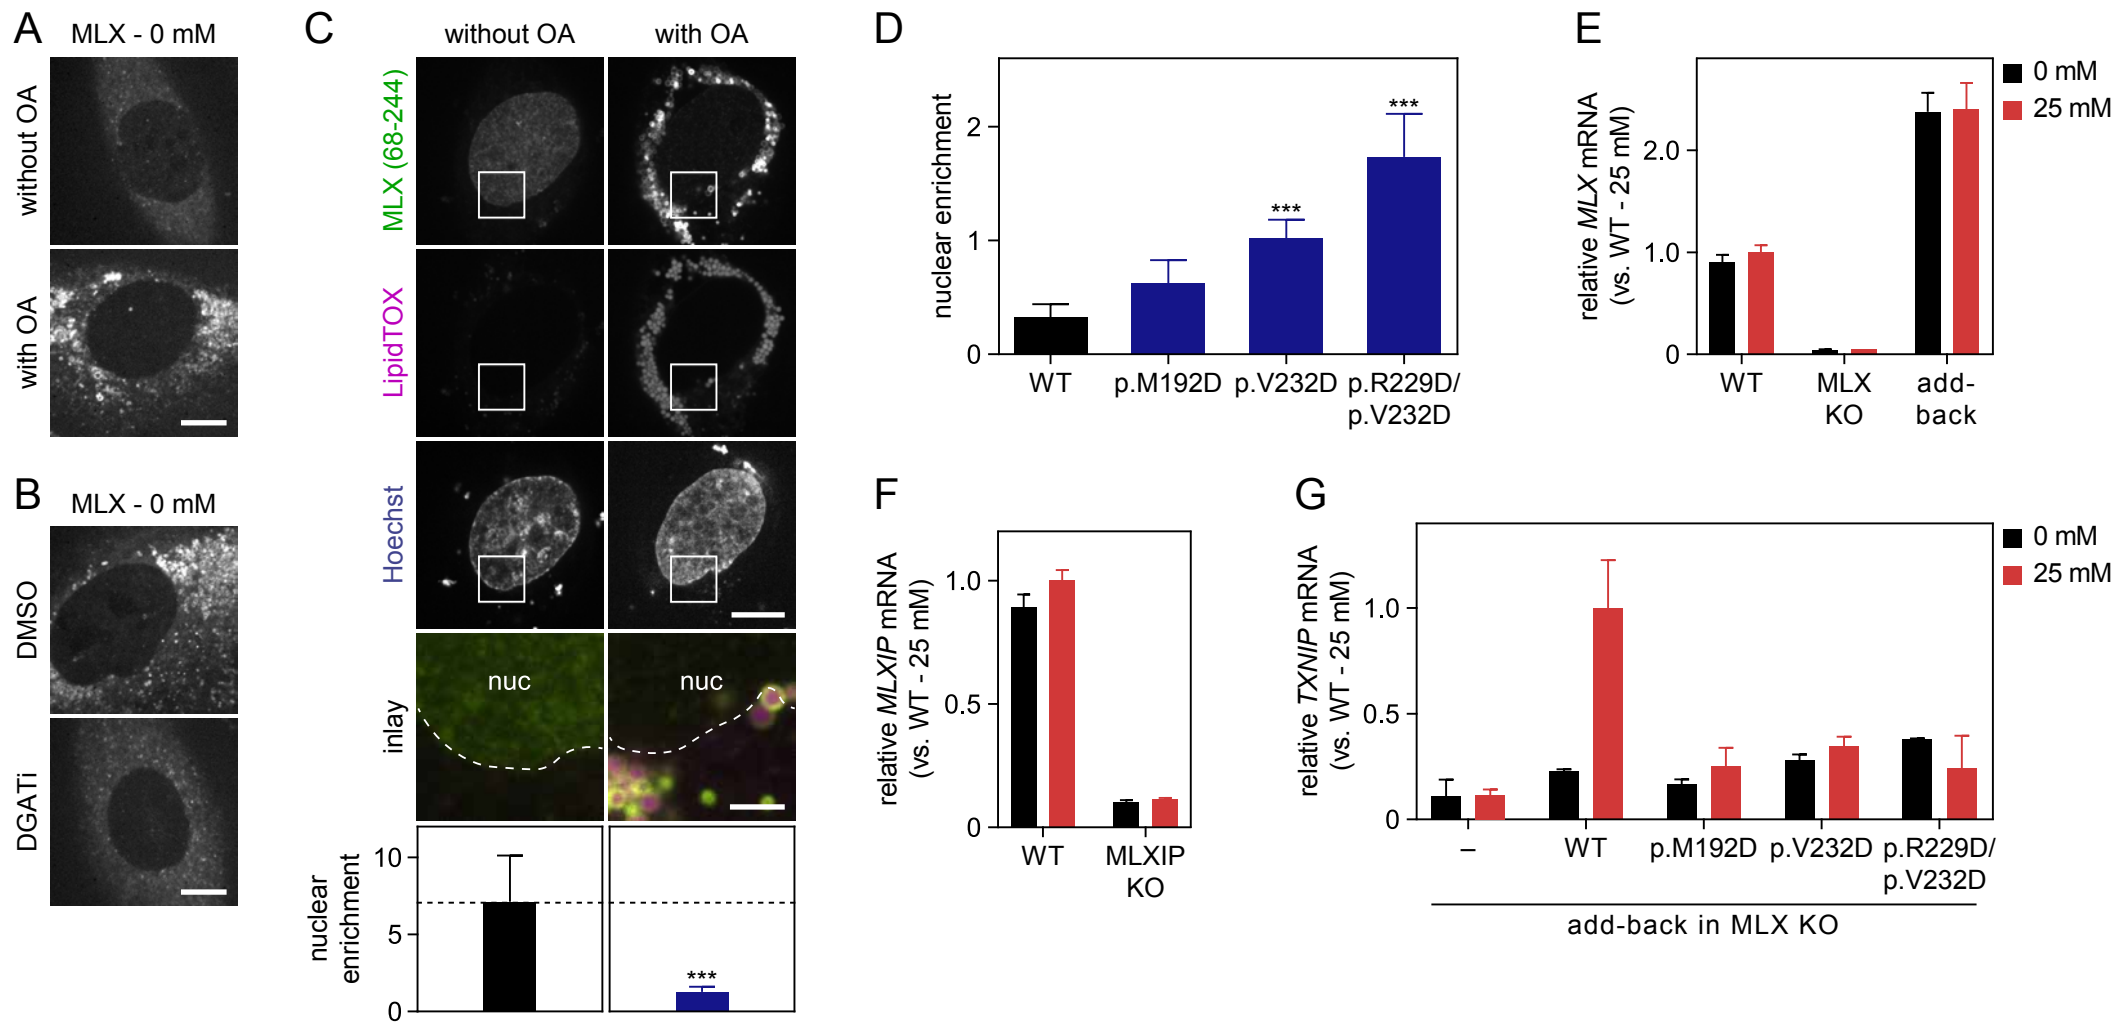 A
MLX - 0 mM
without OA
with OA
B
MLX - 0 mM
DMSO
DGATi
C
without OA
with OA
MLX (68-244)
LipidTOX
Hoechst
inlay
nuc
nuc
nuclear
enrichment
10
5
0
***
D
nuclear enrichment
2
1
0
***
***
WT
p.M192D
p.V232D
p.R229D/
p.V232D
E
relative MLX mRNA
(vs. WT - 25 mM)
2.0
1.0
0
WT
MLX
KO
add-
back
0 mM
25 mM
F
relative MLXIP mRNA
(vs. WT - 25 mM)
1.0
0.5
0
WT
MLXIP
KO
G
relative TXNIP mRNA
(vs. WT - 25 mM)
1.0
0.5
0
–
WT
p.M192D
p.V232D
p.R229D/
p.V232D
add-back in MLX KO
0 mM
25 mM